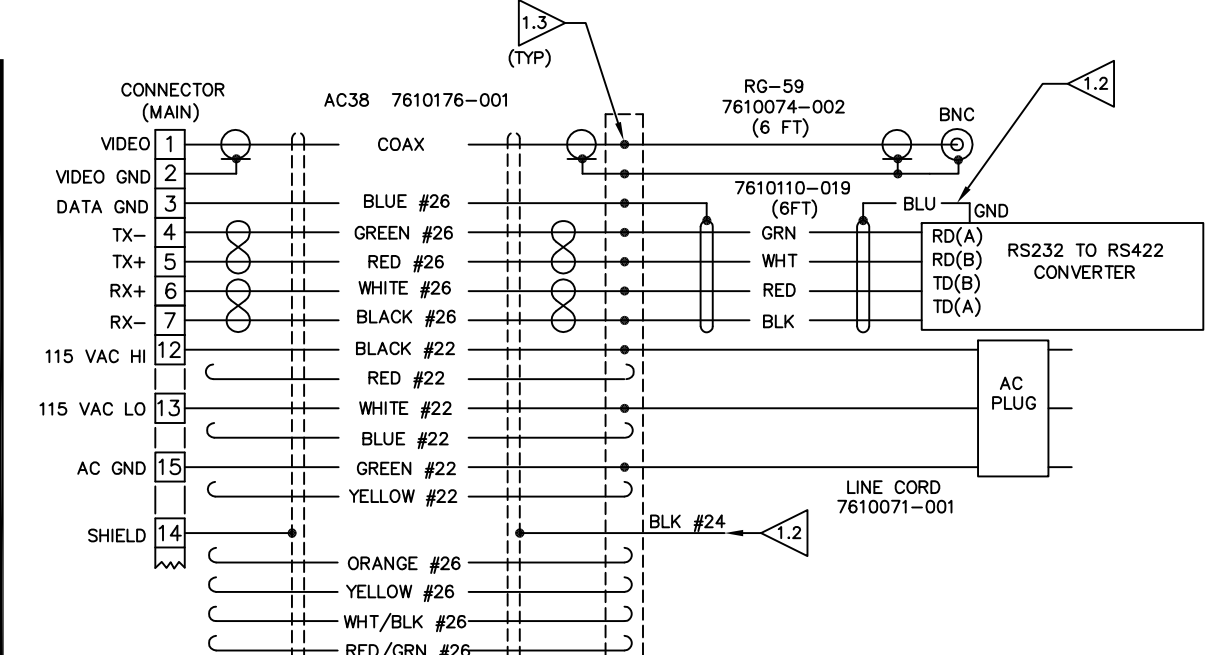 1.3
(TYP)
1.2
CONNECTOR
(MAIN)
AC38 7610176-001
RG-59
7610074-002
(6 FT)
BNC
VIDEO 1 COAX
VIDEO GND 2
7610110-019
(6FT)
DATA GND 3 BLUE #26 BLU GND
TX- 4 GREEN #26 GRN RD(A)
TX+ 5 RED #26 WHT RD(B)
RX+ 6 WHITE #26 RED TD(B)
RX- 7 BLACK #26 BLK TD(A)
RS232 TO RS422
CONVERTER
115 VAC HI 12 BLACK #22
RED #22
AC
PLUG
115 VAC LO 13 WHITE #22
BLUE #22
AC GND 15 GREEN #22
YELLOW #22
LINE CORD
7610071-001
SHIELD 14 BLK #24 1.2
ORANGE #26
YELLOW #26
WHT/BLK #26
RED/GRN #26